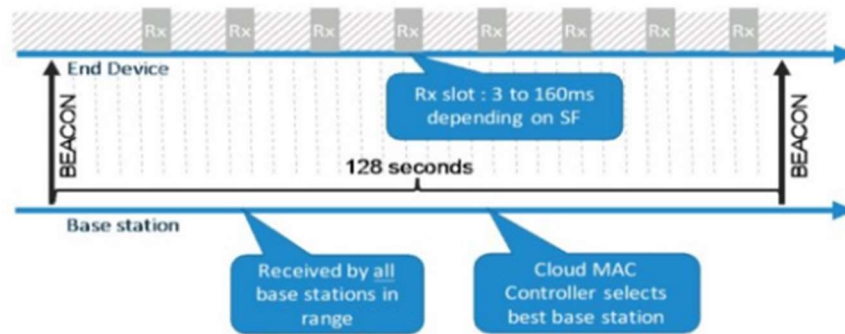 Rx Rx Rx Rx Rx Rx Rx Rx
End Device
Rx slot : 3 to 160ms
depending on SF
BEACON
BEACON
128 seconds
Base station
Received by all
base stations in
range
Cloud MAC
Controller selects
best base station